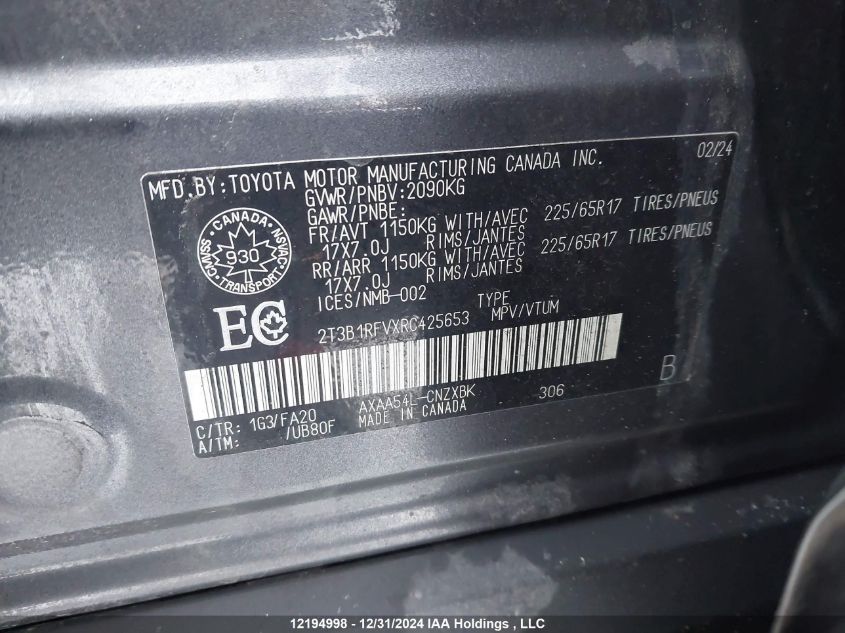 MFD.BY:TOYOTA MOTOR MANUFACTURING CANADA INC. 02/24
GVWR/PNBV:2090KG
GAWR/PNBE:
FR/AVT 1150KG WITH/AVEC 225/65R17 TIRES/PNEUS
17X7.0J RIMS/JANTES
RR/ARR 1150KG WITH/AVEC 225/65R17 TIRES/PNEUS
17X7.0J RIMS/JANTES
ICES/NMB-002 TYPE
MPV/VTUM
CANADA
CMVSS 930 NSVAC
TRANSPORT
EC
2T3B1RFVXRC425653
B
C/TR: 1G3/FA20 AXAA54L-CNZXBK 306
A/TM: /UB80F MADE IN CANADA
12194998 - 12/31/2024 IAA Holdings , LLC